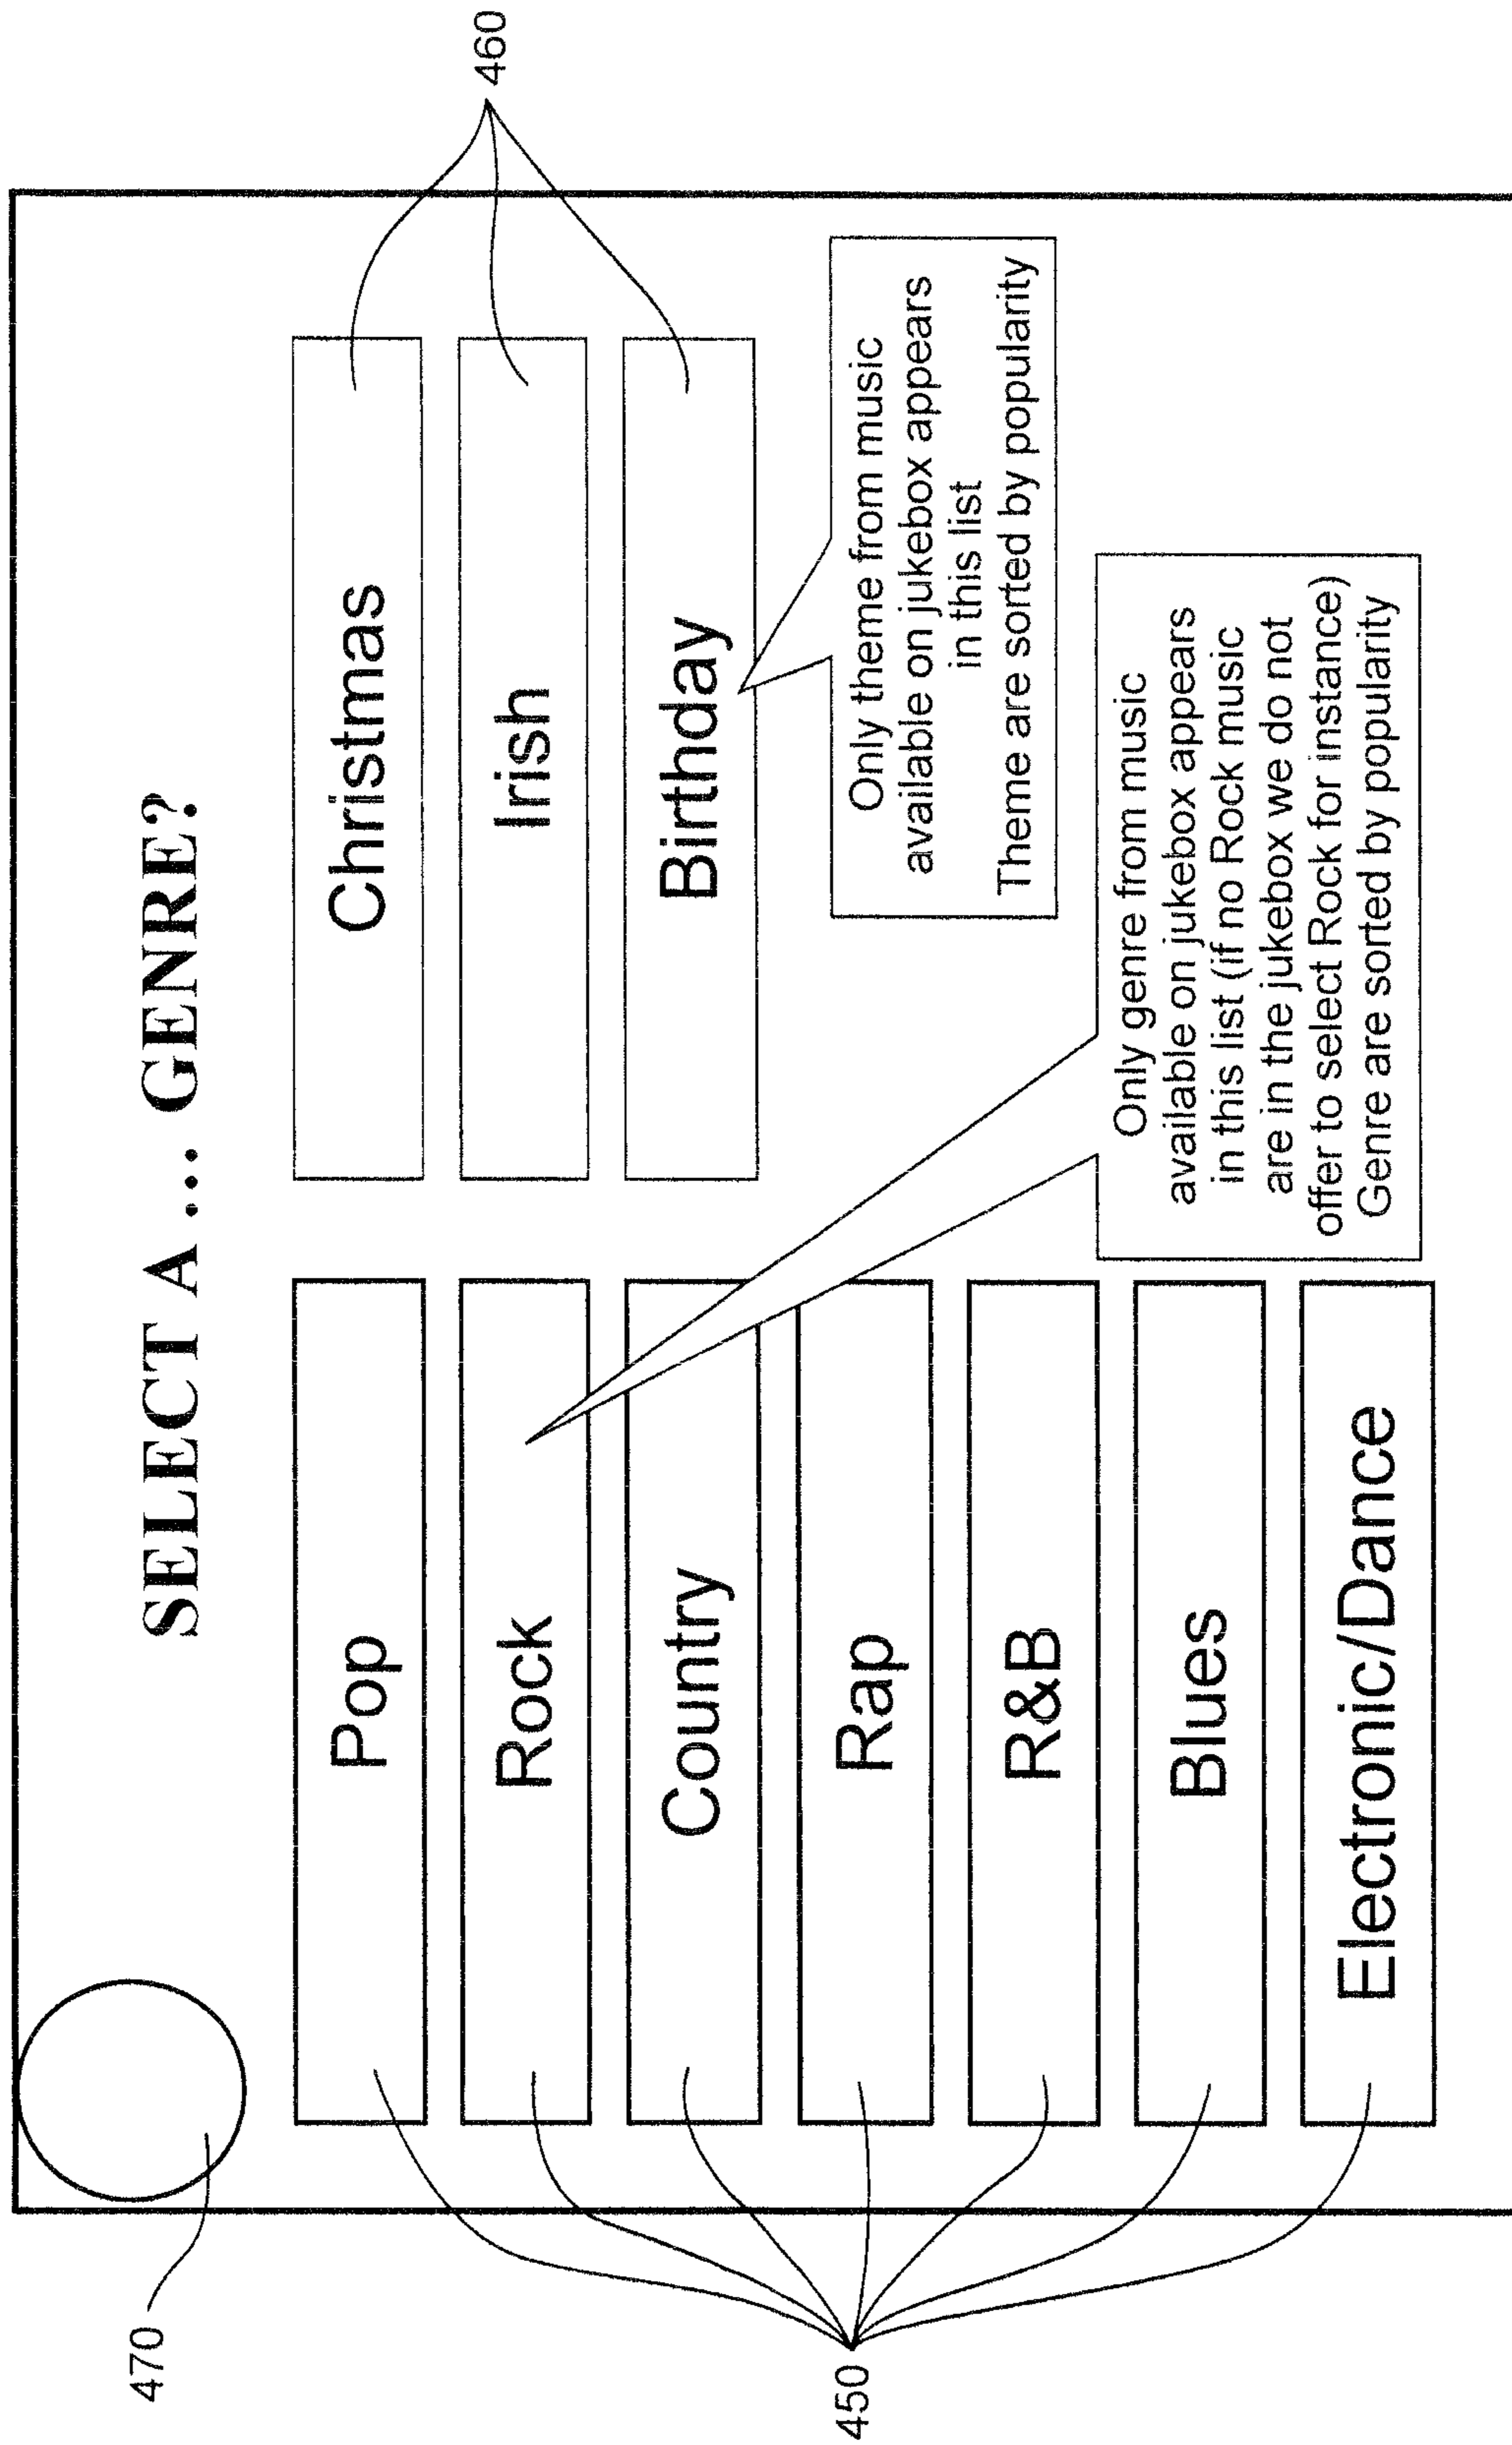 470
SELECT A... GENRE?
Pop
Rock
Country
Rap
R&B
Blues
Electronic/Dance
450
Christmas
Irish
Birthday
460
Only theme from music
available on jukebox appears
in this list
Theme are sorted by popularity
Only genre from music
available on jukebox appears
in this list (if no Rock music
are in the jukebox we do not
offer to select Rock for instance)
Genre are sorted by popularity